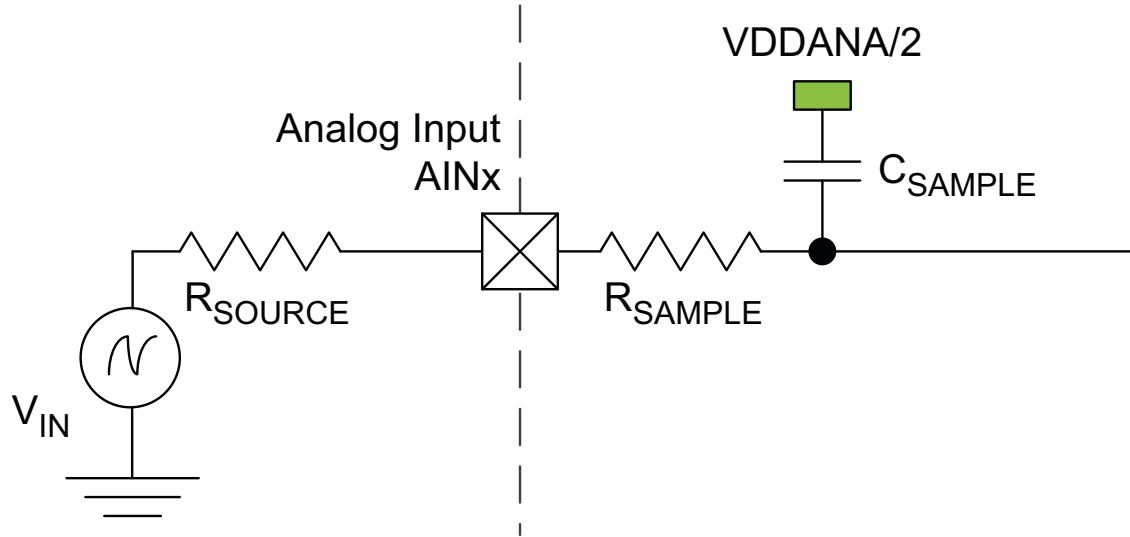 VDDANA/2
Analog Input
AINx
CSAMPLE
RSOURCE
RSAMPLE
VIN